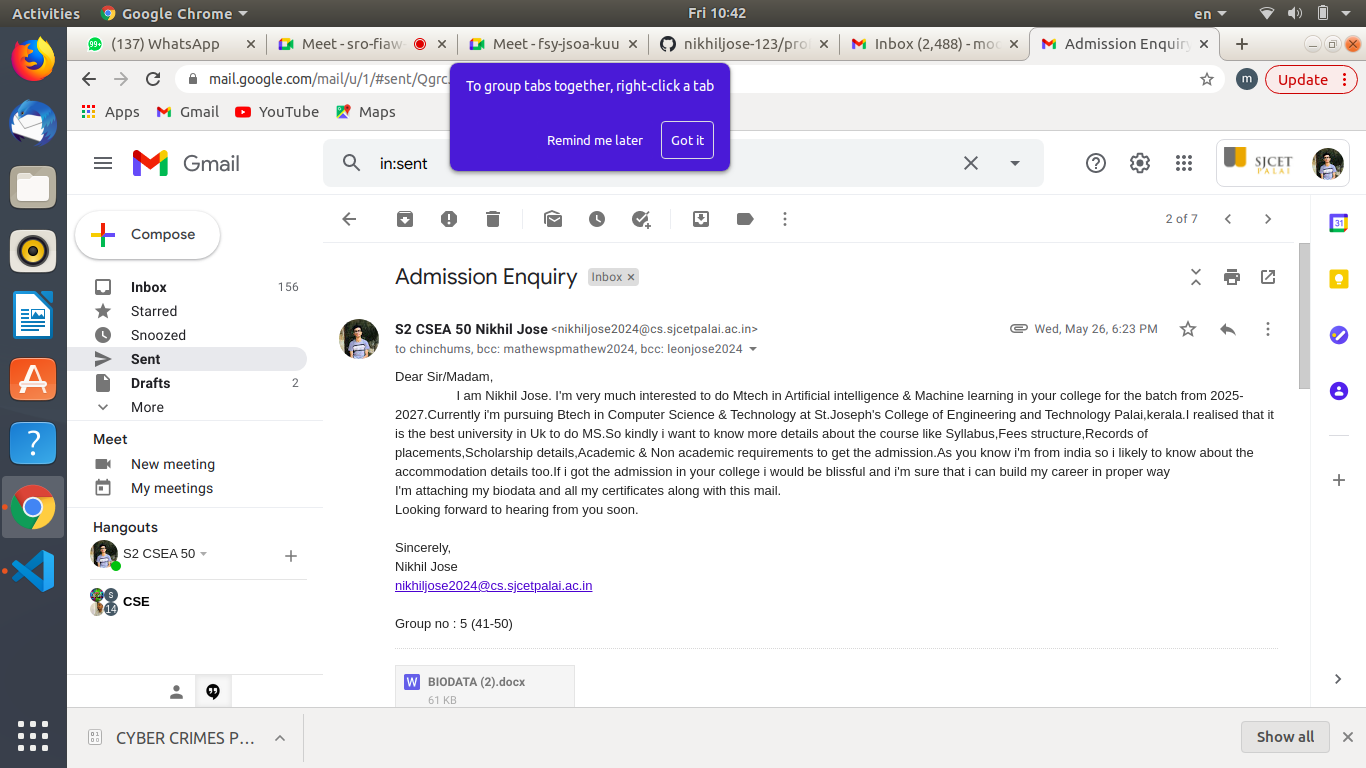 Activities Google Chrome Fri 10:42 en
99+ (137) WhatsApp Meet - sro-fiaw- Meet - fsy-jsoa-kuu nikhiljose-123/pro Inbox (2,488) - mo Admission Enquiry
mail.google.com/mail/u/1/#sent/Qgrc m Update
To group tabs together, right-click a tab
Remind me later Got it
Apps Gmail YouTube Maps
Gmail in:sent SJCET PALAI
Compose
2 of 7
31
Admission Enquiry Inbox
Inbox 156
Starred
Snoozed
Sent
Drafts 2
More
Meet
New meeting
My meetings
Hangouts
S2 CSEA 50
S
14
CSE
S2 CSEA 50 Nikhil Jose <nikhiljose2024@cs.sjcetpalai.ac.in> Wed, May 26, 6:23 PM
to chinchums, bcc: mathewspmathew2024, bcc: leonjose2024
Dear Sir/Madam,
I am Nikhil Jose. I'm very much interested to do Mtech in Artificial intelligence & Machine learning in your college for the batch from 2025-
2027.Currently i'm pursuing Btech in Computer Science & Technology at St.Joseph's College of Engineering and Technology Palai,kerala.I realised that it
is the best university in Uk to do MS.So kindly i want to know more details about the course like Syllabus,Fees structure,Records of
placements,Scholarship details,Academic & Non academic requirements to get the admission.As you know i'm from india so i likely to know about the
accommodation details too.If i got the admission in your college i would be blissful and i'm sure that i can build my career in proper way
I'm attaching my biodata and all my certificates along with this mail.
Looking forward to hearing from you soon.
Sincerely,
Nikhil Jose
nikhiljose2024@cs.sjcetpalai.ac.in
Group no : 5 (41-50)
W BIODATA (2).docx
61 KB
CYBER CRIMES P... Show all